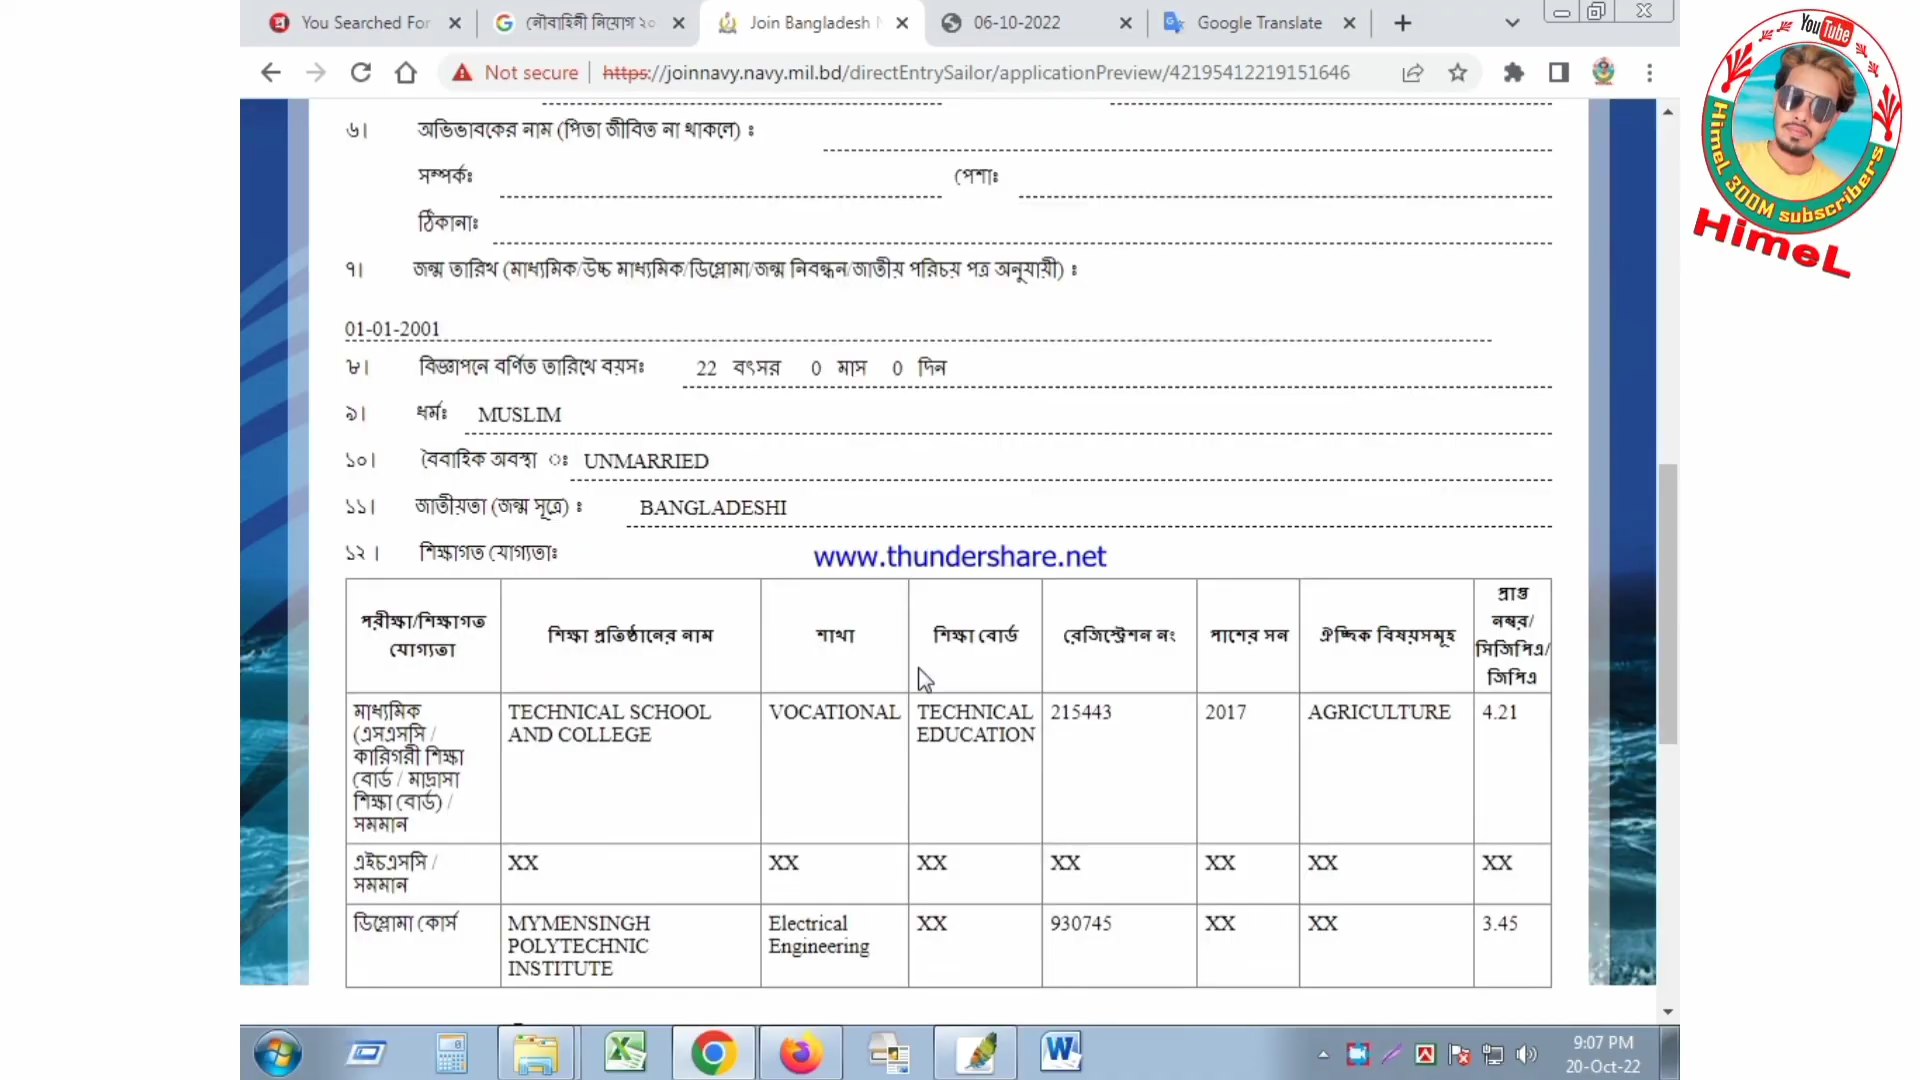 You Searched For
নৌবাহিনী নিয়োগ ২০
Join Bangladesh N
06-10-2022
Google Translate
Not secure
https://joinnavy.navy.mil.bd/directEntrySailor/applicationPreview/42195412219151646
YouTube
Himel 300M subscribers
HimeL
৬। অভিভাবকের নাম (পিতা জীবিত না থাকলে) ঃ
সম্পর্কঃ পেশাঃ
ঠিকানাঃ
৭। জন্ম তারিখ (মাধ্যমিক/উচ্চ মাধ্যমিক/ডিপ্লোমা/জন্ম নিবন্ধন/জাতীয় পরিচয় পত্র অনুযায়ী) ঃ
01-01-2001
৮। বিজ্ঞাপনে বর্ণিত তারিখে বয়সঃ 22 বৎসর 0 মাস 0 দিন
৯। ধর্মঃ MUSLIM
১০। বৈবাহিক অবস্থা ঃ UNMARRIED
১১। জাতীয়তা (জন্ম সূত্রে) ঃ BANGLADESHI
১২। শিক্ষাগত যোগ্যতাঃ
www.thundershare.net
পরীক্ষা/শিক্ষাগত
যোগ্যতা
শিক্ষা প্রতিষ্ঠানের নাম
শাখা
শিক্ষা বোর্ড
রেজিস্ট্রেশন নং
পাশের সন
ঐচ্ছিক বিষয়সমূহ
প্রাপ্ত
নম্বর/
সিজিপিএ/
জিপিএ
মাধ্যমিক
(এসএসসি /
কারিগরী শিক্ষা
বোর্ড / মাদ্রাসা
শিক্ষা বোর্ড) /
সমমান
TECHNICAL SCHOOL
AND COLLEGE
VOCATIONAL
TECHNICAL
EDUCATION
215443
2017
AGRICULTURE
4.21
এইচএসসি /
সমমান
XX
XX
XX
XX
XX
XX
XX
ডিপ্লোমা কোর্স
MYMENSINGH
POLYTECHNIC
INSTITUTE
Electrical
Engineering
XX
930745
XX
XX
3.45
9:07 PM
20-Oct-22